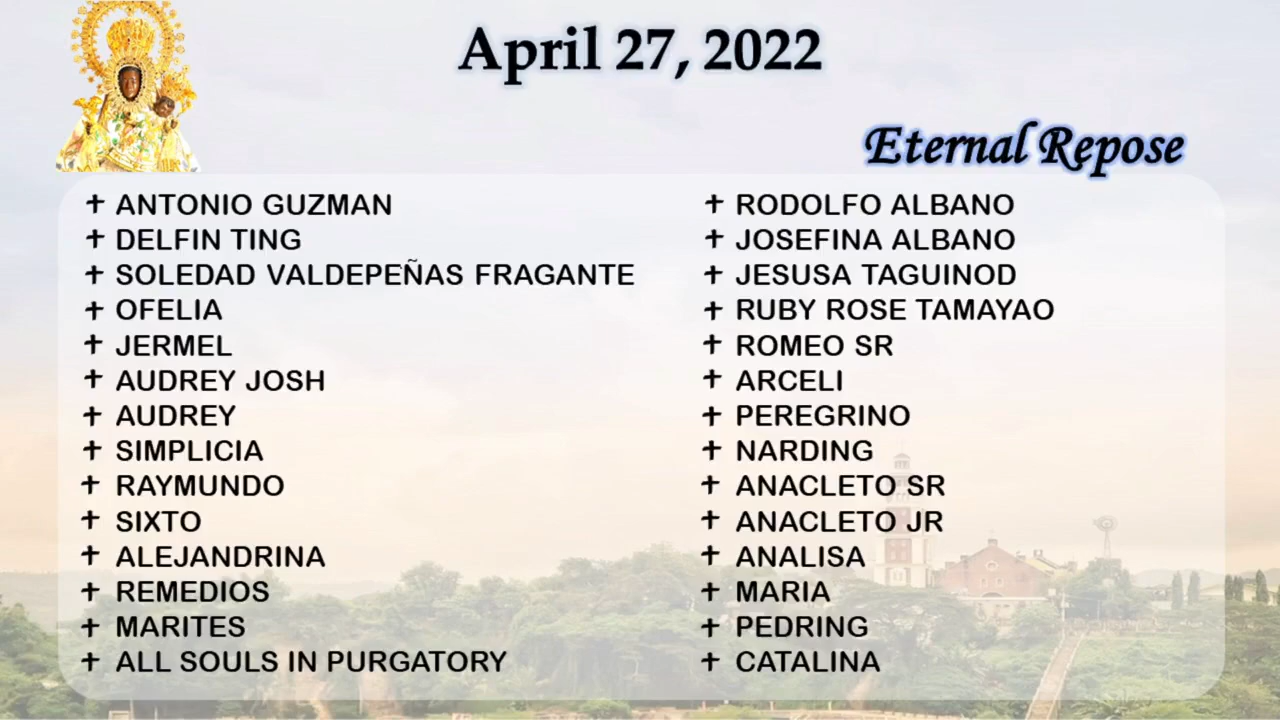 April 27, 2022
Eternal Repose
ANTONIO GUZMAN
DELFIN TING
SOLEDAD VALDEPEÑAS FRAGANTE
OFELIA
JERMEL
AUDREY JOSH
AUDREY
SIMPLICIA
RAYMUNDO
SIXTO
ALEJANDRINA
REMEDIOS
MARITES
ALL SOULS IN PURGATORY
RODOLFO ALBANO
JOSEFINA ALBANO
JESUSA TAGUINOD
RUBY ROSE TAMAYAO
ROMEO SR
ARCELI
PEREGRINO
NARDING
ANACLETO SR
ANACLETO JR
ANALISA
MARIA
PEDRING
CATALINA